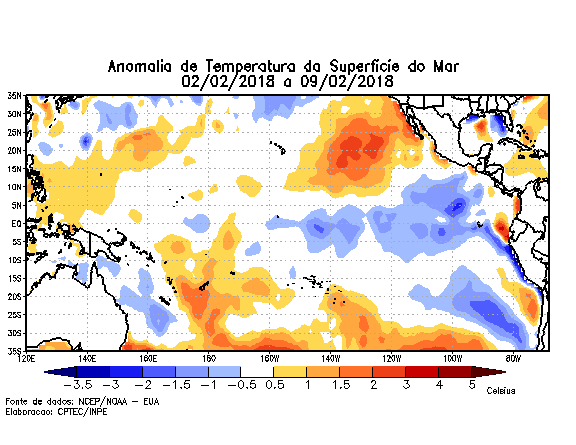 Anomalia de Temperatura da Superfície do Mar
02/02/2018 a 09/02/2018
35N
30N
25N
20N
15N
10N
5N
EQ
5S
10S
15S
20S
25S
30S
35S
120E 140E 160E 180 160W 140W 120W 100W 80W
-3.5 -3 -2 -1.5 -1 -0.5 0.5 1 2 3 4 5
Celsius
Fonte de dados: NCEP/NOAA - EUA
Elaboracao: CPTEC/INPE